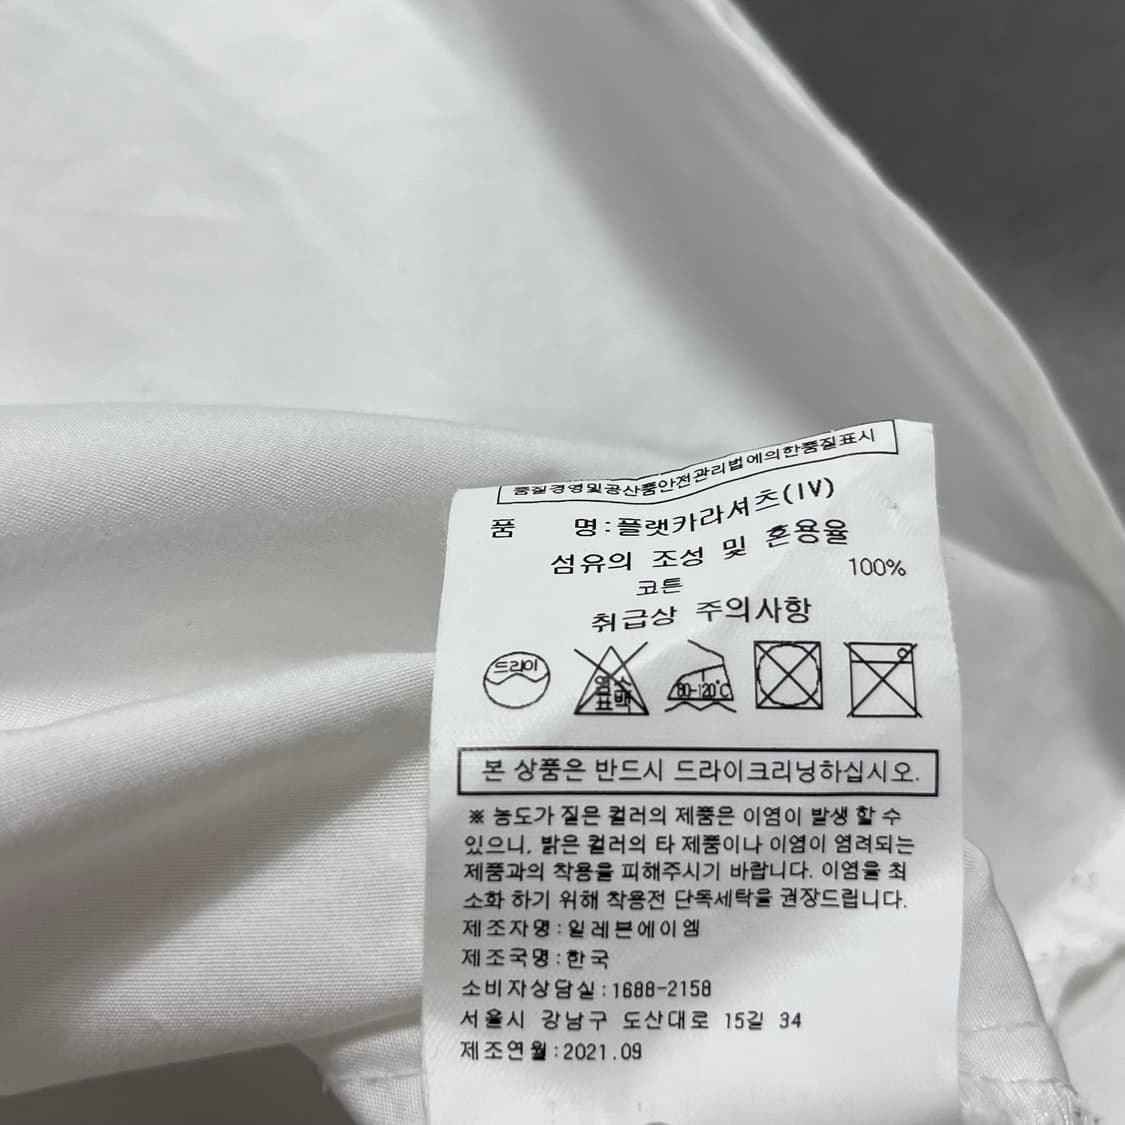 품질경영및공산품안전관리법에의한품질표시
품 명:플랫카라셔츠(IV)
섬유의 조성 및 혼용율
100%
코튼
취급상 주의사항
드라이 염소 표백 80-120℃
본 상품은 반드시 드라이크리닝하십시오.
※ 농도가 짙은 컬러의 제품은 이염이 발생 할 수
있으니, 밝은 컬러의 타 제품이나 이염이 염려되는
제품과의 착용을 피해주시기 바랍니다. 이염을 최
소화 하기 위해 착용전 단독세탁을 권장드립니다.
제조자명:일레븐에이엠
제조국명:한국
소비자상담실:1688-2158
서울시 강남구 도산대로 15길 34
제조연월:2021.09